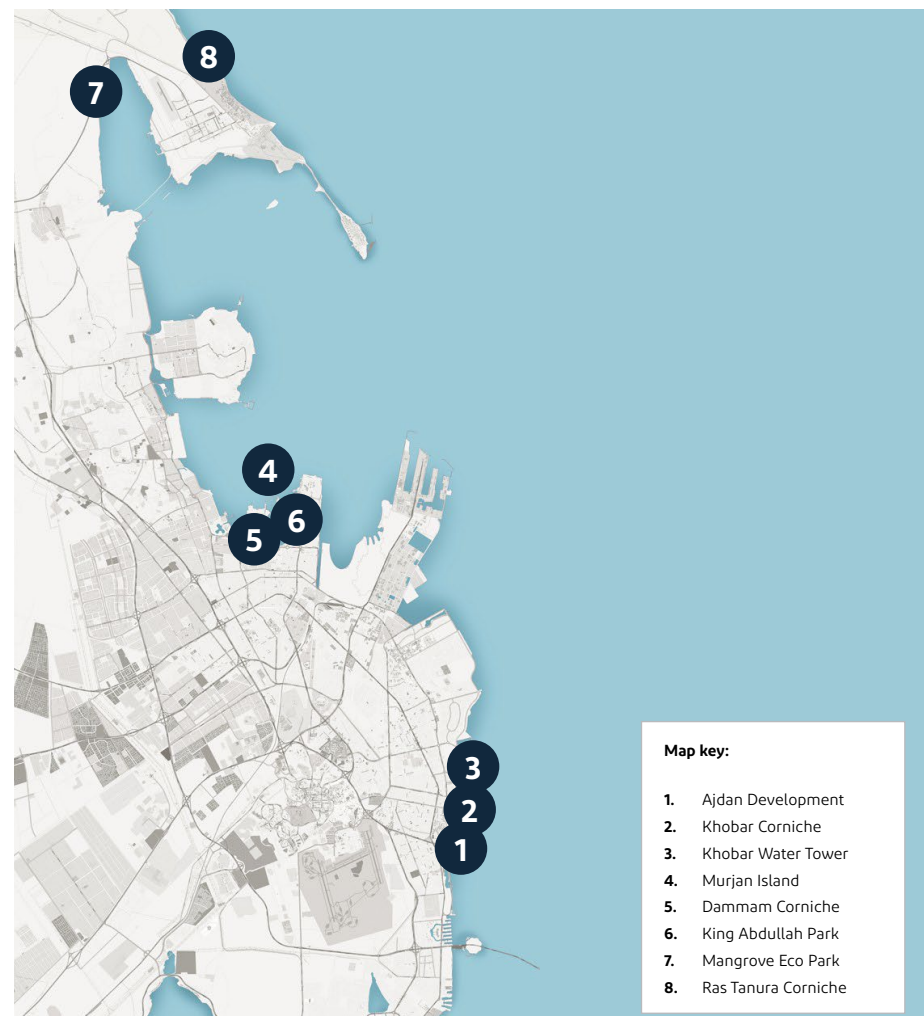 8
7
4
6
5
3
2
1
Map key:
1. Ajdan Development
2. Khobar Corniche
3. Khobar Water Tower
4. Murjan Island
5. Dammam Corniche
6. King Abdullah Park
7. Mangrove Eco Park
8. Ras Tanura Corniche